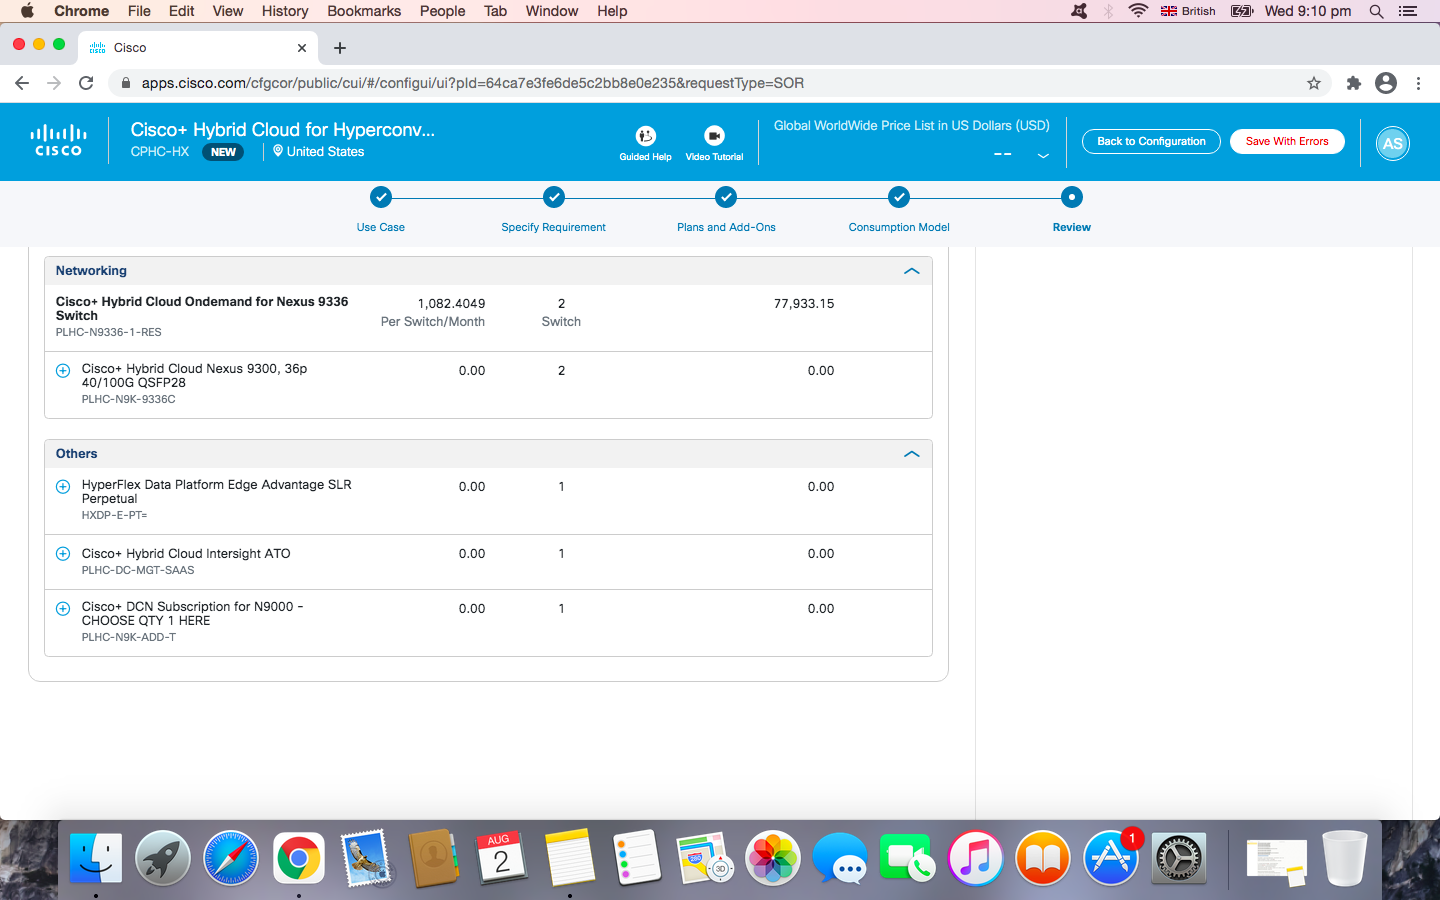 Chrome File Edit View History Bookmarks People Tab Window Help British Wed 9:10 pm
Cisco
apps.cisco.com/cfgcor/public/cui/#/configui/ui?pId=64ca7e3fe6de5c2bb8e0e235&requestType=SOR
CISCO
Cisco+ Hybrid Cloud for Hyperconv...
CPHC-HX NEW United States
Guided Help
Video Tutorial
Global WorldWide Price List in US Dollars (USD)
--
Back to Configuration
Save With Errors
AS
Use Case
Specify Requirement
Plans and Add-Ons
Consumption Model
Review
Networking
Cisco+ Hybrid Cloud Ondemand for Nexus 9336 1,082.4049 2 77,933.15
Switch Per Switch/Month Switch
PLHC-N9336-1-RES
Cisco+ Hybrid Cloud Nexus 9300, 36p 0.00 2 0.00
40/100G QSFP28
PLHC-N9K-9336C
Others
HyperFlex Data Platform Edge Advantage SLR 0.00 1 0.00
Perpetual
HXDP-E-PT=
Cisco+ Hybrid Cloud Intersight ATO 0.00 1 0.00
PLHC-DC-MGT-SAAS
Cisco+ DCN Subscription for N9000 - 0.00 1 0.00
CHOOSE QTY 1 HERE
PLHC-N9K-ADD-T
AUG
2
280
3D
1